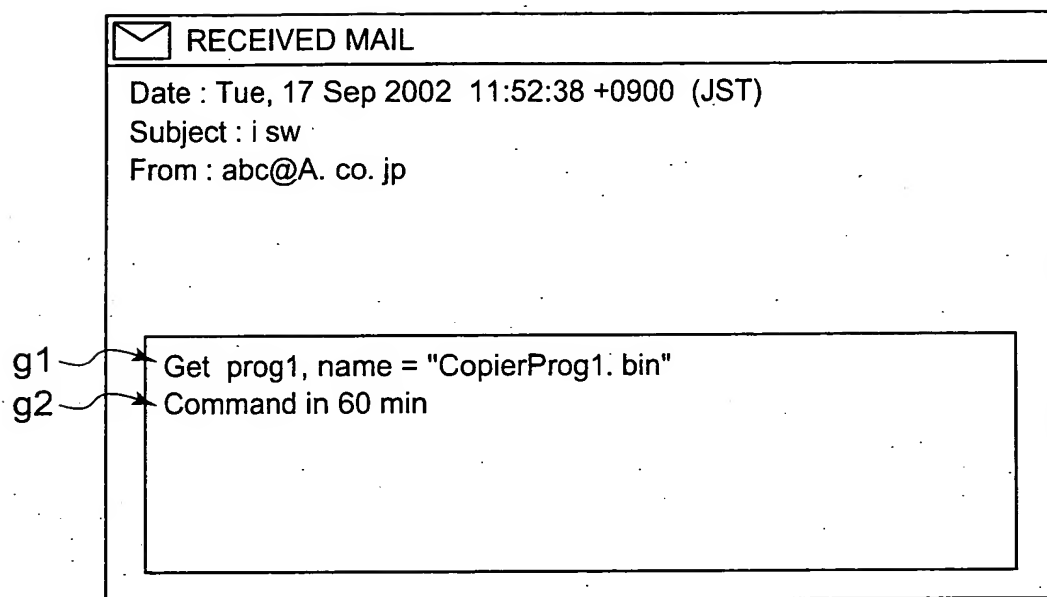 RECEIVED MAIL
Date : Tue, 17 Sep 2002 11:52:38 +0900 (JST)
Subject : i sw
From : abc@A. co. jp
g1 Get prog1, name = "CopierProg1. bin"
g2 Command in 60 min